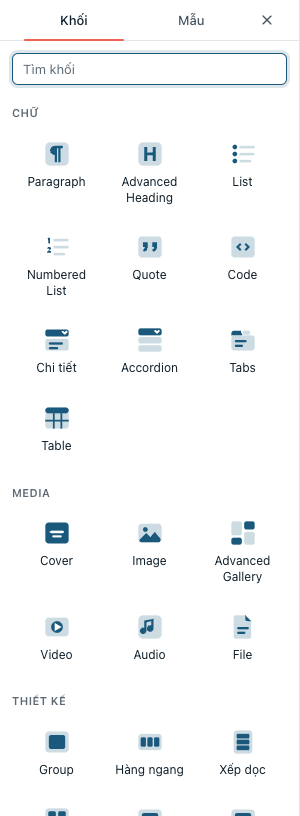 Khối
Mẫu
Tìm khối
CHỮ
Paragraph
Advanced
Heading
List
Numbered
List
Quote
Code
Chi tiết
Accordion
Tabs
Table
MEDIA
Cover
Image
Advanced
Gallery
Video
Audio
File
THIẾT KẾ
Group
Hàng ngang
Xếp dọc